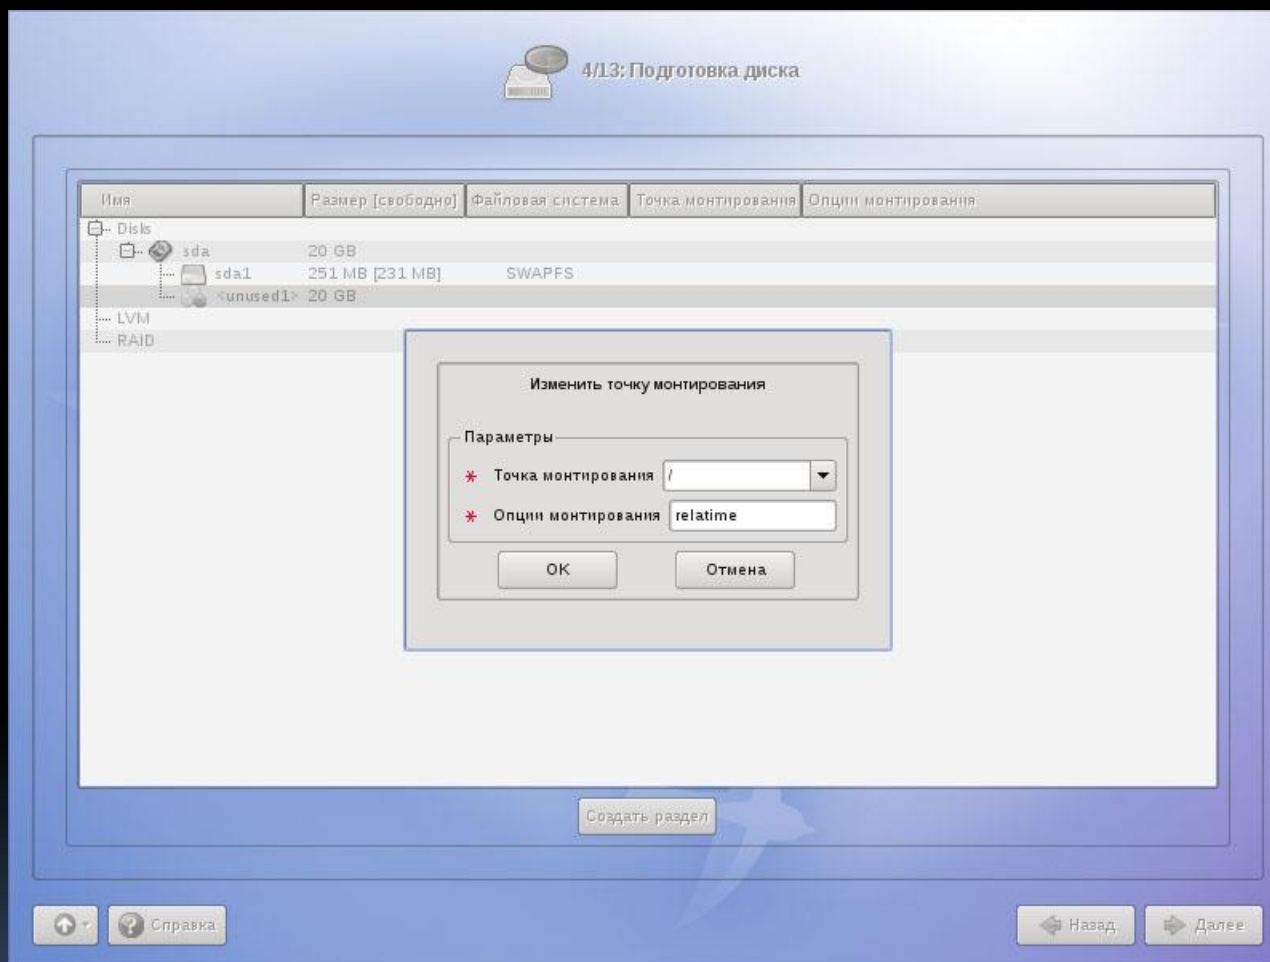 4/13: Подготовка диска
Имя Размер [свободно] Файловая система Точка монтирования Опции монтирования
Disks
sda 20 GB
sda1 251 MB [231 MB] SWAPFS
<unused1> 20 GB
LVM
RAID
Изменить точку монтирования
Параметры
* Точка монтирования /
* Опции монтирования relatime
OK Отмена
Создать раздел
Справка Назад Далее